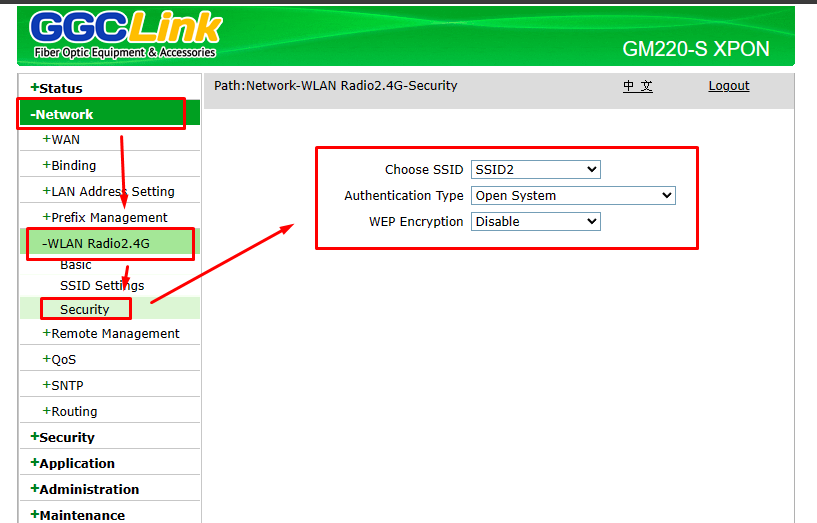 GGCLink
Fiber Optic Equipment & Accessories
GM220-S XPON
Path:Network-WLAN Radio2.4G-Security
中 文
Logout
+Status
-Network
+WAN
+Binding
+LAN Address Setting
+Prefix Management
-WLAN Radio2.4G
Basic
SSID Settings
Security
+Remote Management
+QoS
+SNTP
+Routing
+Security
+Application
+Administration
+Maintenance
Choose SSID SSID2
Authentication Type Open System
WEP Encryption Disable